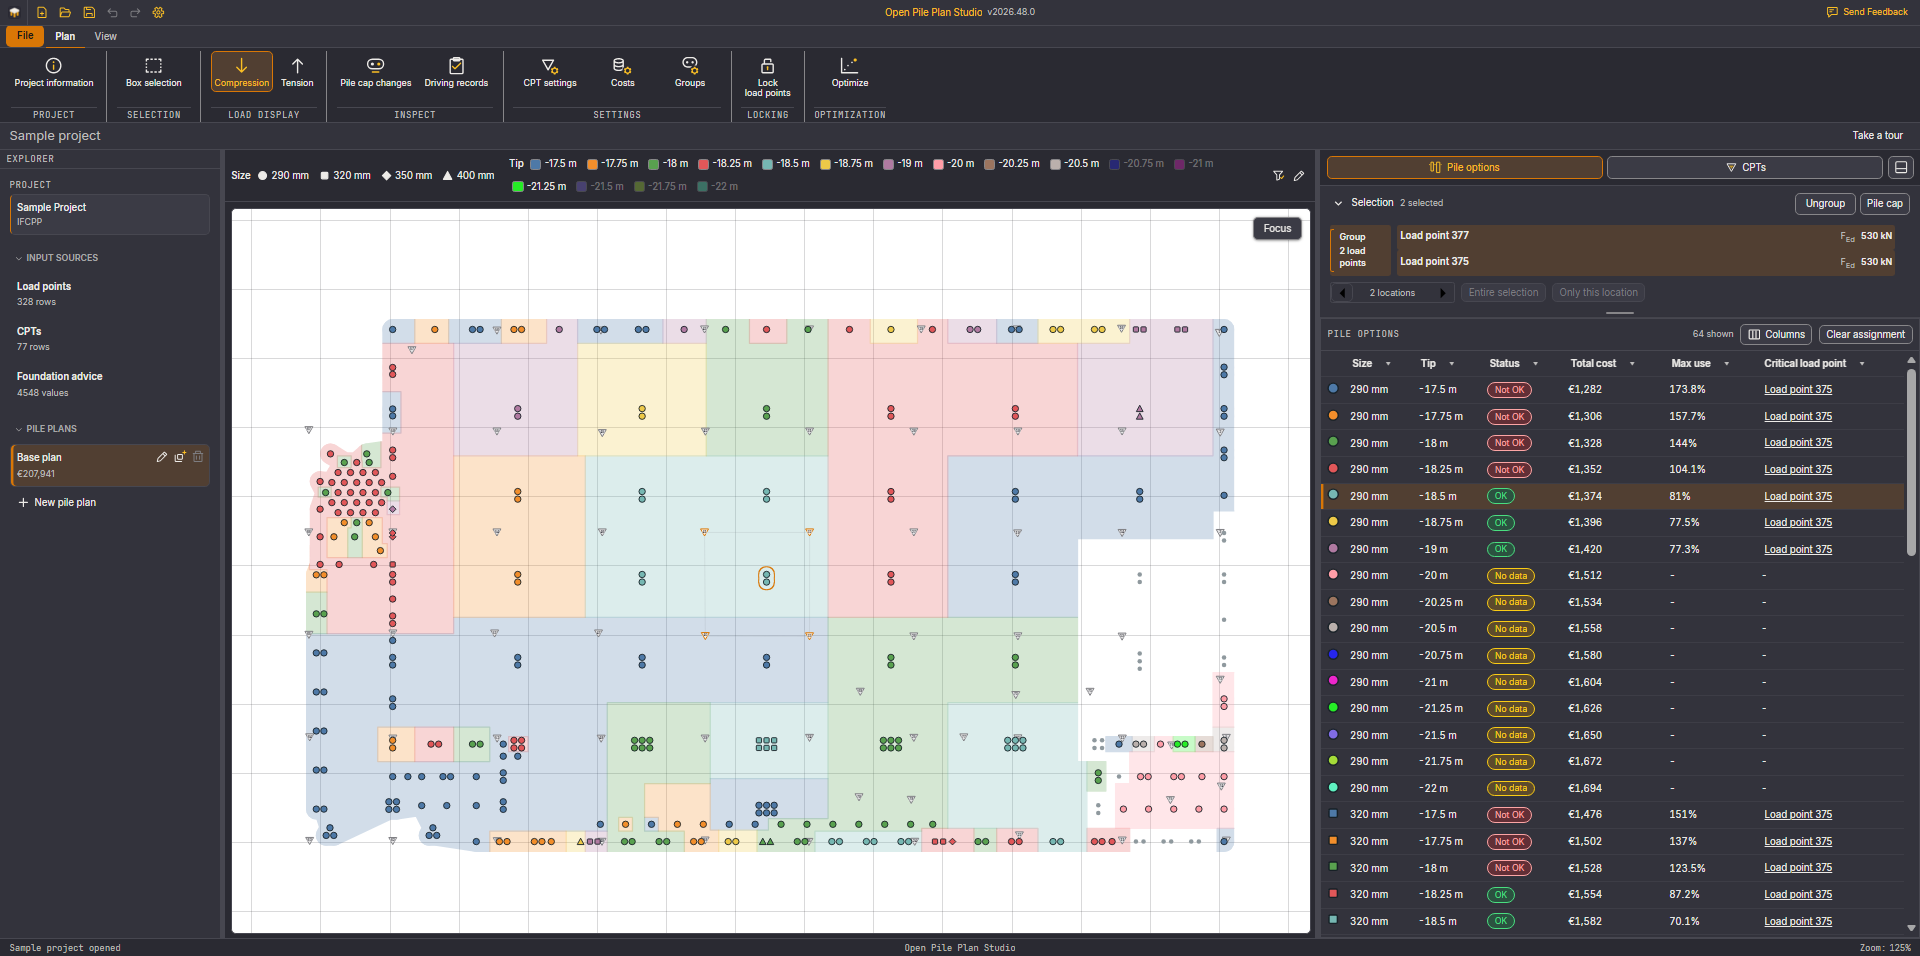 Open Pile Plan Studio v2026.48.0
Send Feedback
File Plan View
Project information
Box selection
Compression
Tension
Pile cap changes
Driving records
CPT settings
Costs
Groups
Lock load points
Optimize
PROJECT
SELECTION
LOAD DISPLAY
INSPECT
SETTINGS
LOCKING
OPTIMIZATION
Sample project
Take a tour
EXPLORER
PROJECT
Sample Project
IFCPP
INPUT SOURCES
Load points
328 rows
CPTs
77 rows
Foundation advice
4548 values
PILE PLANS
Base plan
€207,941
New pile plan
Size 290 mm 320 mm 350 mm 400 mm
Tip -17.5 m -17.75 m -18 m -18.25 m -18.5 m -18.75 m -19 m -20 m -20.25 m -20.5 m -20.75 m -21 m
-21.25 m -21.5 m -21.75 m -22 m
Focus
Pile options
CPTs
Selection 2 selected
Ungroup
Pile cap
Group
2 load
points
Load point 377 FEd 530 kN
Load point 375 FEd 530 kN
2 locations
Entire selection
Only this location
PILE OPTIONS
64 shown
Columns
Clear assignment
Size Tip Status Total cost Max use Critical load point
290 mm -17.5 m Not OK €1,282 173.8% Load point 375
290 mm -17.75 m Not OK €1,306 157.7% Load point 375
290 mm -18 m Not OK €1,328 144% Load point 375
290 mm -18.25 m Not OK €1,352 104.1% Load point 375
290 mm -18.5 m OK €1,374 81% Load point 375
290 mm -18.75 m OK €1,396 77.5% Load point 375
290 mm -19 m OK €1,420 77.3% Load point 375
290 mm -20 m No data €1,512 - -
290 mm -20.25 m No data €1,534 - -
290 mm -20.5 m No data €1,558 - -
290 mm -20.75 m No data €1,580 - -
290 mm -21 m No data €1,604 - -
290 mm -21.25 m No data €1,626 - -
290 mm -21.5 m No data €1,650 - -
290 mm -21.75 m No data €1,672 - -
290 mm -22 m No data €1,694 - -
320 mm -17.5 m Not OK €1,476 151% Load point 375
320 mm -17.75 m Not OK €1,502 137% Load point 375
320 mm -18 m Not OK €1,528 123.5% Load point 375
320 mm -18.25 m OK €1,554 87.2% Load point 375
320 mm -18.5 m OK €1,582 70.1% Load point 375
Sample project opened
Open Pile Plan Studio
Zoom: 125%